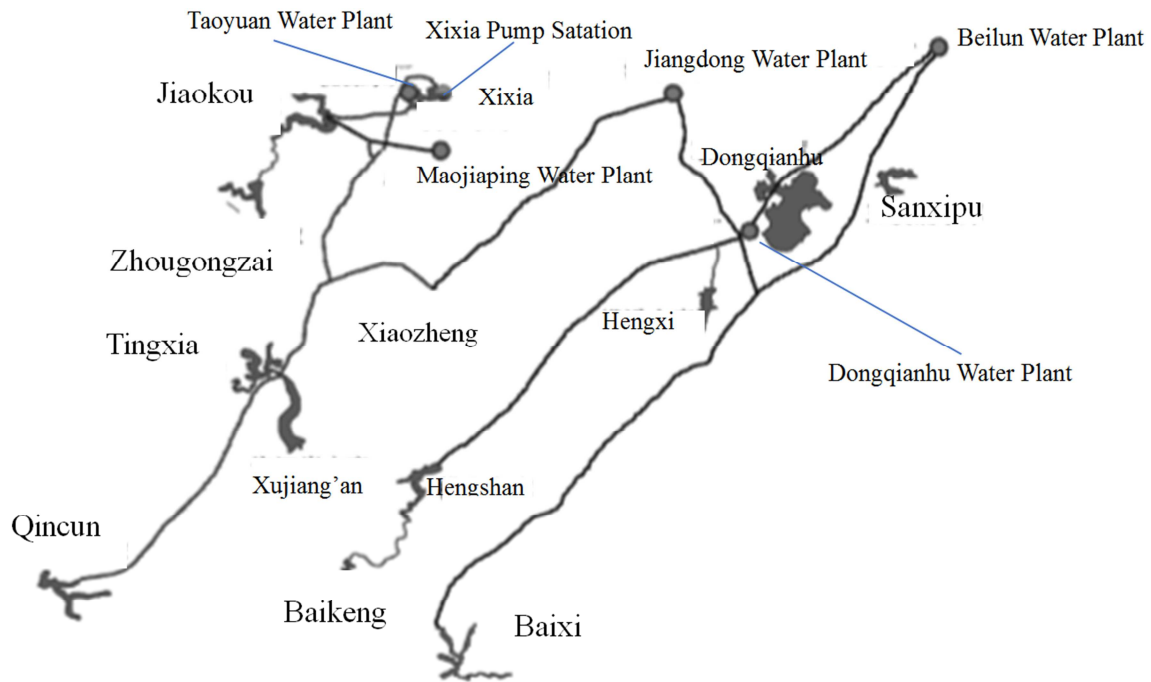 Taoyuan Water Plant
Xixia Pump Satation
Beilun Water Plant
Jiangdong Water Plant
Jiaokou
Xixia
Dongqianhu
Maojiaping Water Plant
Sanxipu
Zhougongzai
Hengxi
Xiaozheng
Tingxia
Dongqianhu Water Plant
Xujiang'an
Hengshan
Qincun
Baikeng
Baixi